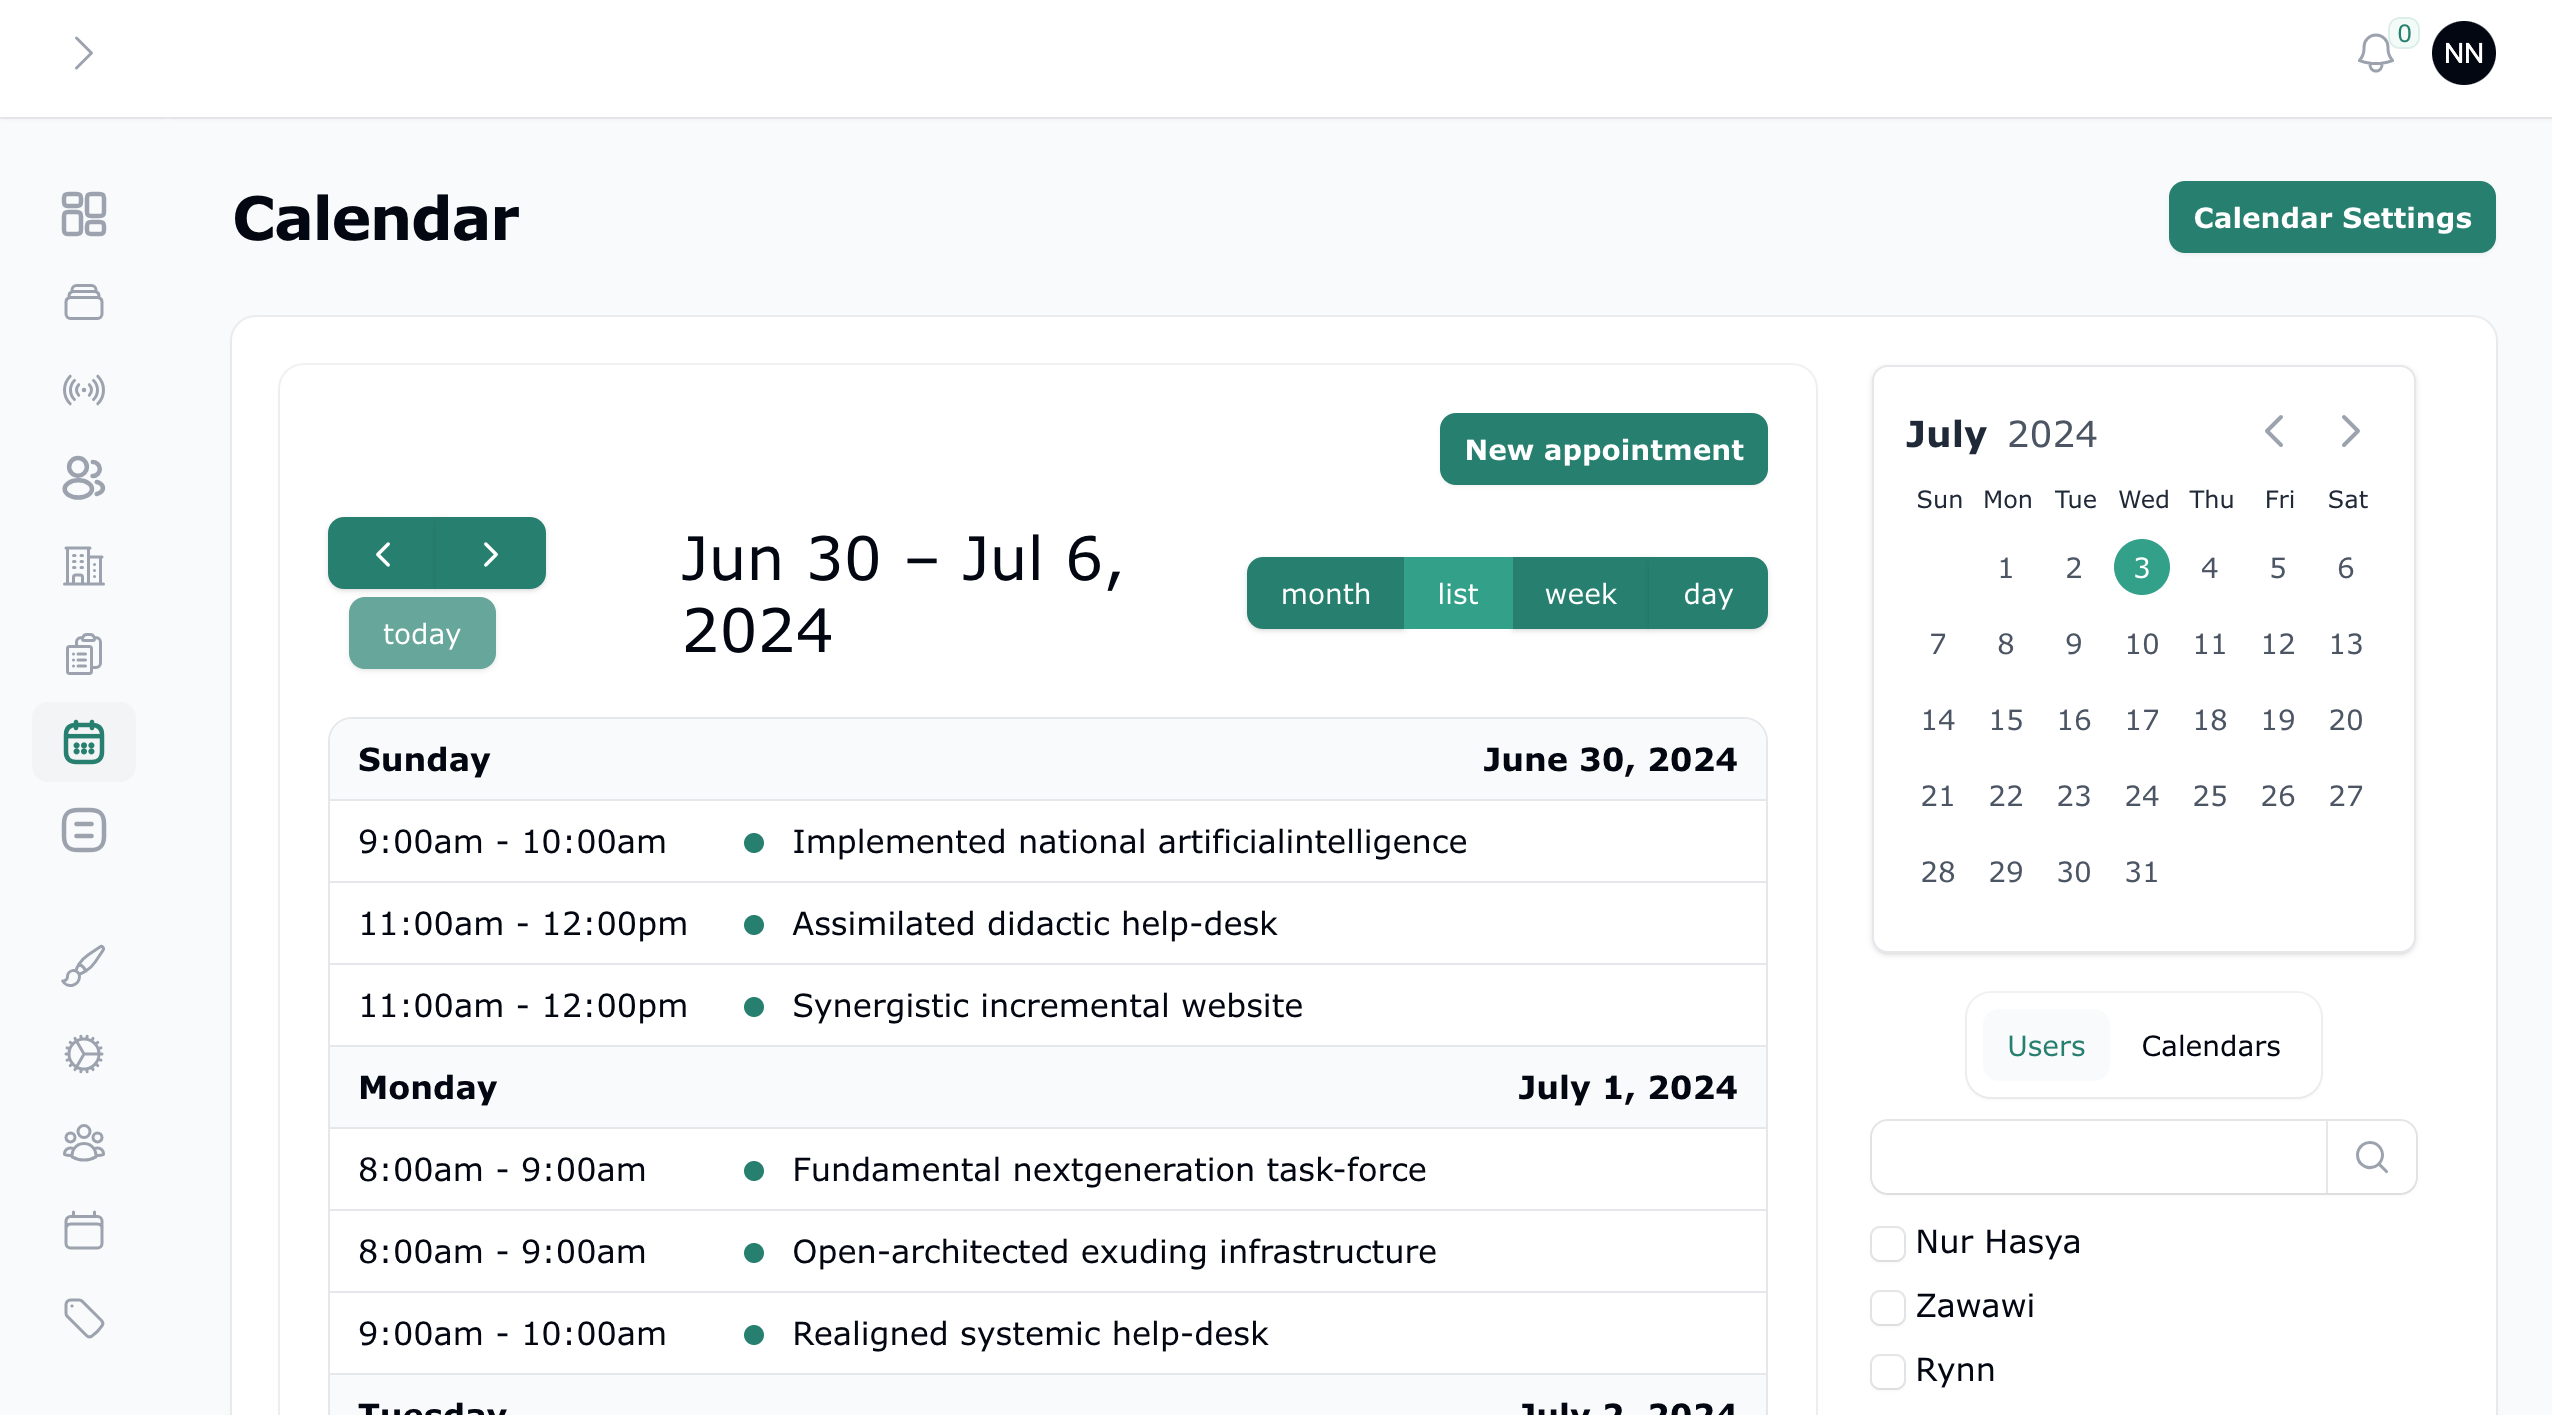 0
NN
Calendar
Calendar Settings
New appointment
today
Jun 30 – Jul 6,
2024
month list week day
Sunday June 30, 2024
9:00am - 10:00am Implemented national artificialintelligence
11:00am - 12:00pm Assimilated didactic help-desk
11:00am - 12:00pm Synergistic incremental website
Monday July 1, 2024
8:00am - 9:00am Fundamental nextgeneration task-force
8:00am - 9:00am Open-architected exuding infrastructure
9:00am - 10:00am Realigned systemic help-desk
Tuesday July 2, 2024
July 2024
Sun Mon Tue Wed Thu Fri Sat
1 2 3 4 5 6
7 8 9 10 11 12 13
14 15 16 17 18 19 20
21 22 23 24 25 26 27
28 29 30 31
Users Calendars
Nur Hasya
Zawawi
Rynn